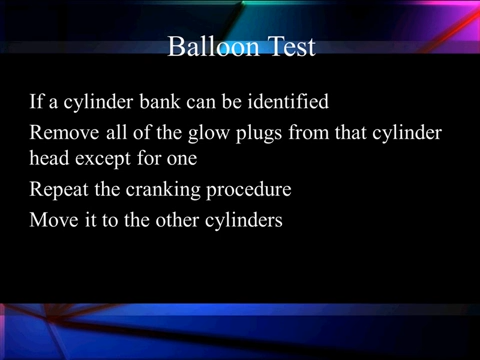 Balloon Test
If a cylinder bank can be identified
Remove all of the glow plugs from that cylinder
head except for one
Repeat the cranking procedure
Move it to the other cylinders